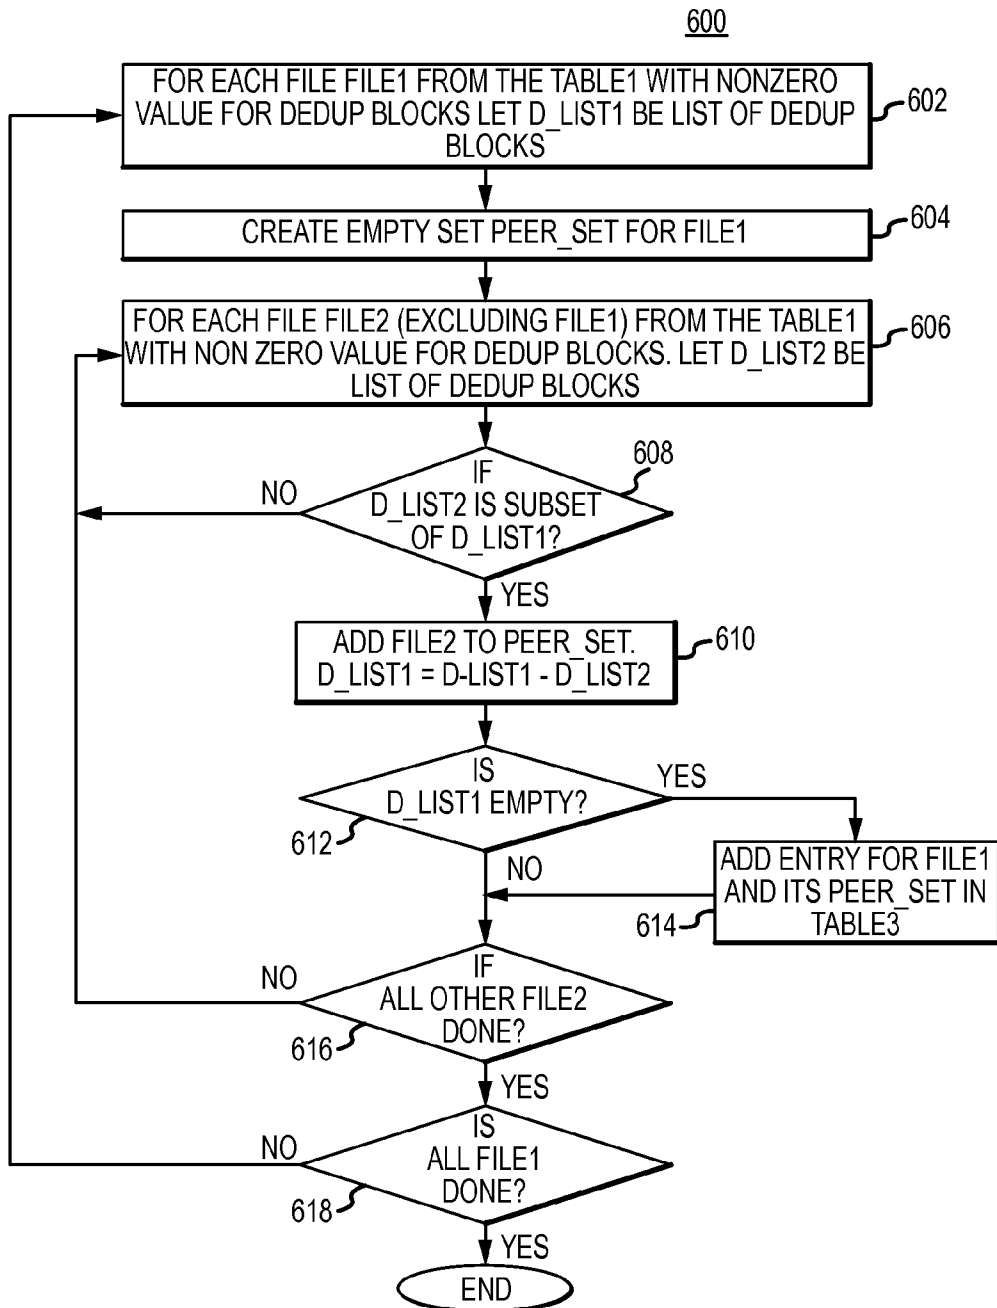 600
FOR EACH FILE FILE1 FROM THE TABLE1 WITH NONZERO
VALUE FOR DEDUP BLOCKS LET D_LIST1 BE LIST OF DEDUP
BLOCKS
602
CREATE EMPTY SET PEER_SET FOR FILE1
604
FOR EACH FILE FILE2 (EXCLUDING FILE1) FROM THE TABLE1
WITH NON ZERO VALUE FOR DEDUP BLOCKS. LET D_LIST2 BE
LIST OF DEDUP BLOCKS
606
IF
D_LIST2 IS SUBSET
OF D_LIST1?
608
NO
YES
ADD FILE2 TO PEER_SET.
D_LIST1 = D-LIST1 - D_LIST2
610
IS
D_LIST1 EMPTY?
612
YES
NO
ADD ENTRY FOR FILE1
AND ITS PEER_SET IN
TABLE3
614
IF
ALL OTHER FILE2
DONE?
616
NO
YES
IS
ALL FILE1
DONE?
618
NO
YES
END